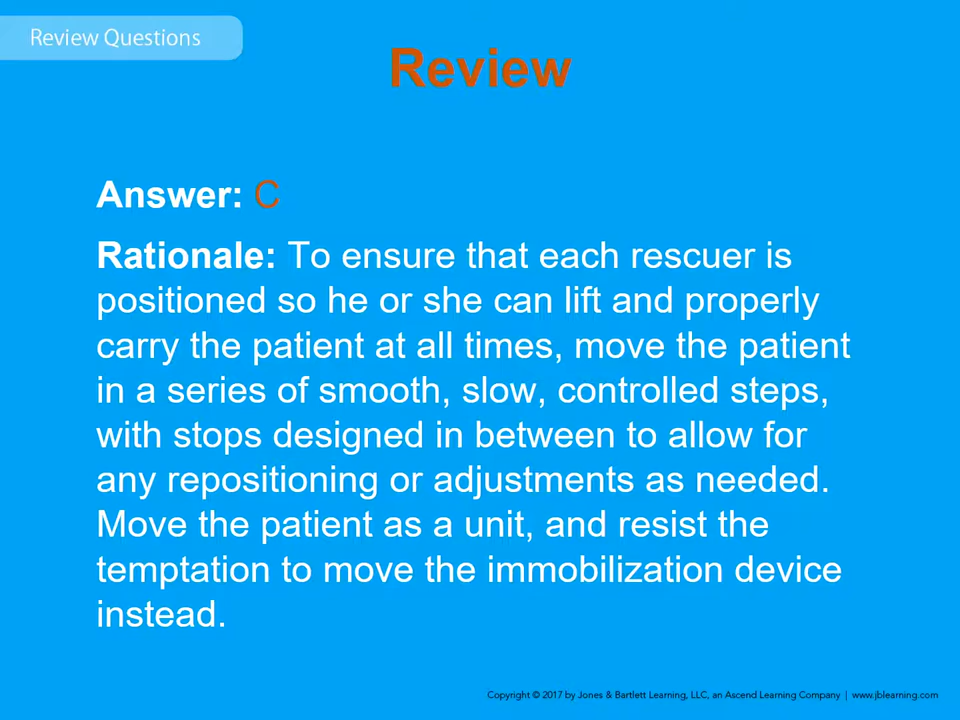 Review Questions
Review
Answer: C
Rationale: To ensure that each rescuer is
positioned so he or she can lift and properly
carry the patient at all times, move the patient
in a series of smooth, slow, controlled steps,
with stops designed in between to allow for
any repositioning or adjustments as needed.
Move the patient as a unit, and resist the
temptation to move the immobilization device
instead.
Copyright © 2017 by Jones & Bartlett Learning, LLC, an Ascend Learning Company | www.jblearning.com